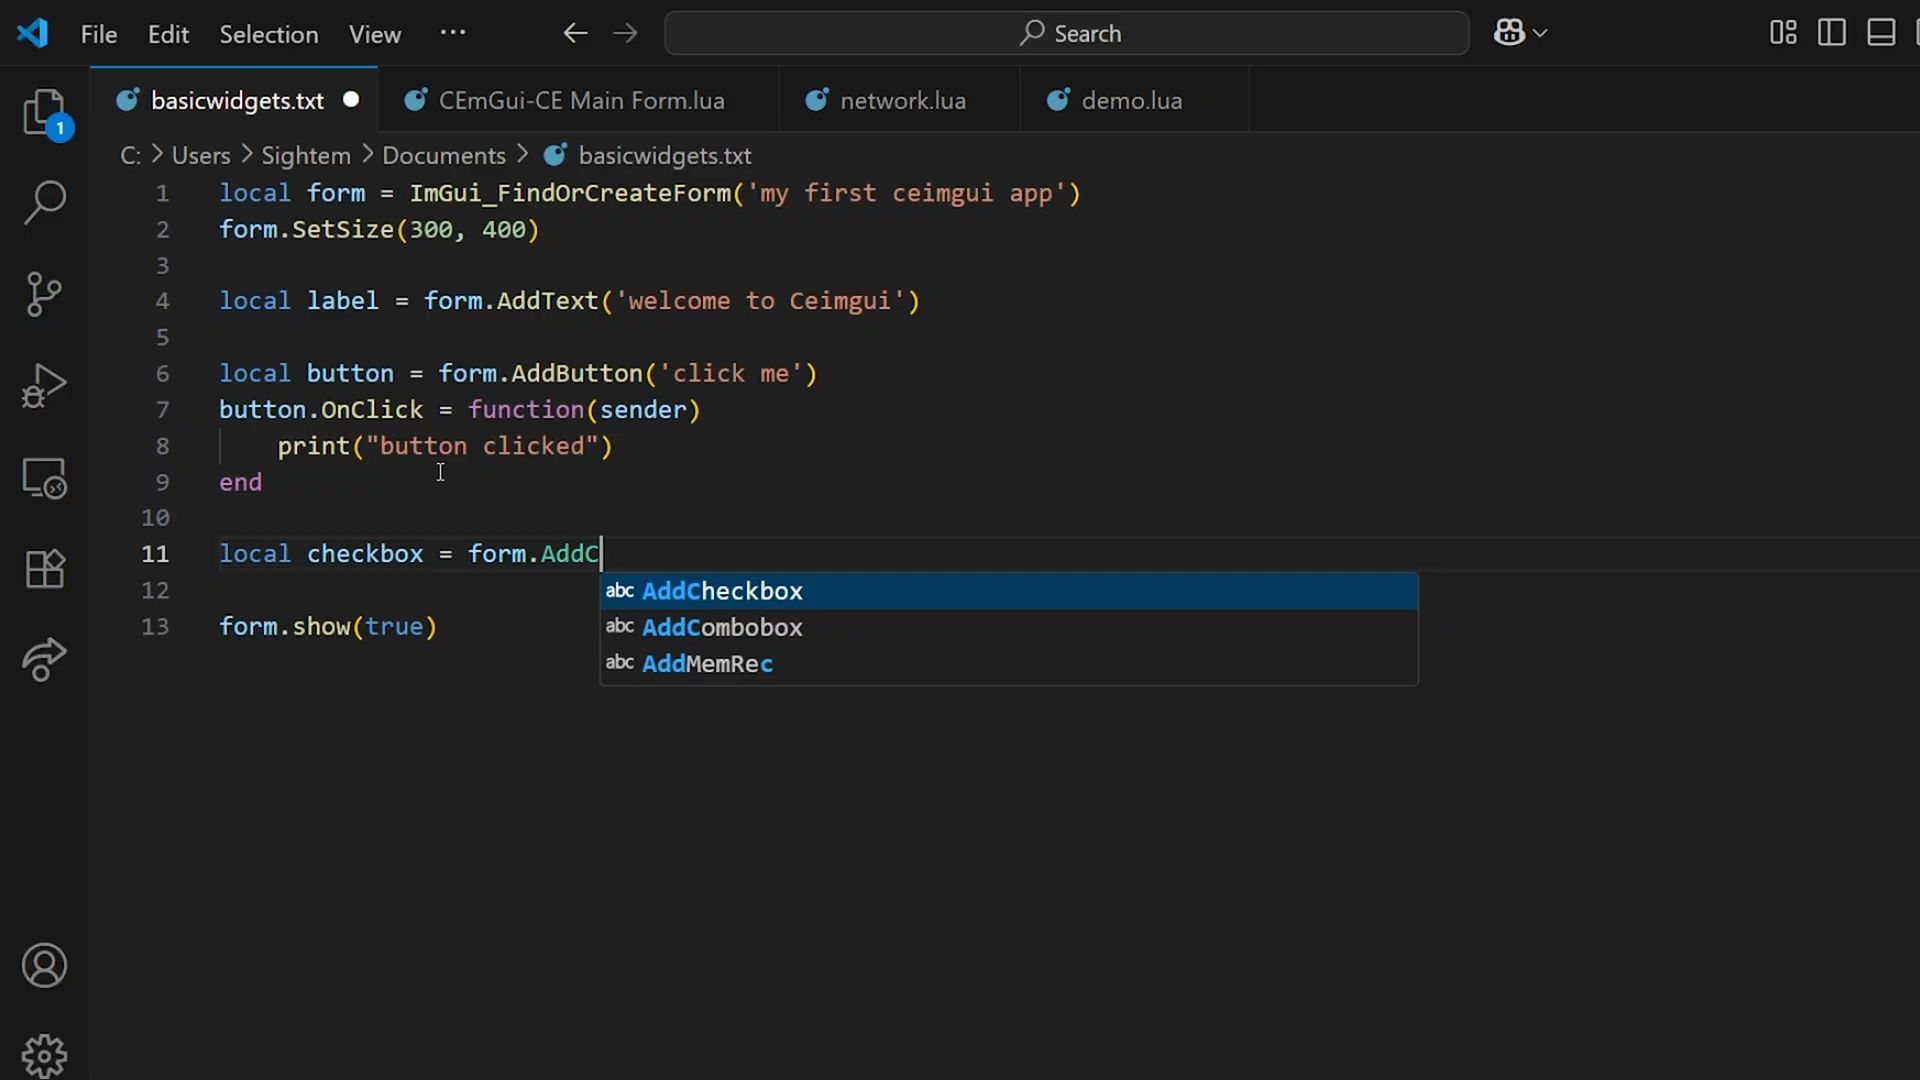 File Edit Selection View ··· Search
basicwidgets.txt CEmGui-CE Main Form.lua network.lua demo.lua
1
C: > Users > Sightem > Documents > basicwidgets.txt
1 local form = ImGui_FindOrCreateForm('my first ceimgui app')
2 form.SetSize(300, 400)
3
4 local label = form.AddText('welcome to Ceimgui')
5
6 local button = form.AddButton('click me')
7 button.OnClick = function(sender)
8 print("button clicked")
9 end
10
11 local checkbox = form.AddC
abc AddCheckbox
12
abc AddCombobox
13 form.show(true)
abc AddMemRec